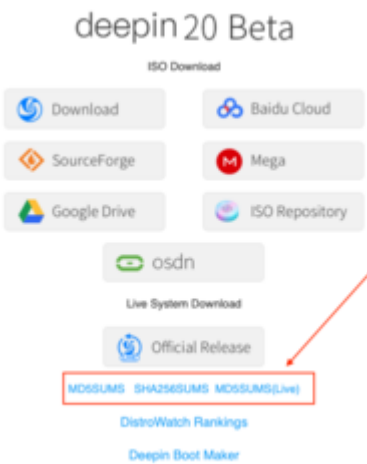 deepin 20 Beta
ISO Download
Download
Baidu Cloud
SourceForge
Mega
Google Drive
ISO Repository
osdn
Live System Download
Official Release
MD5SUMS SHA256SUMS MD5SUMS(Live)
DistroWatch Rankings
Deepin Boot Maker